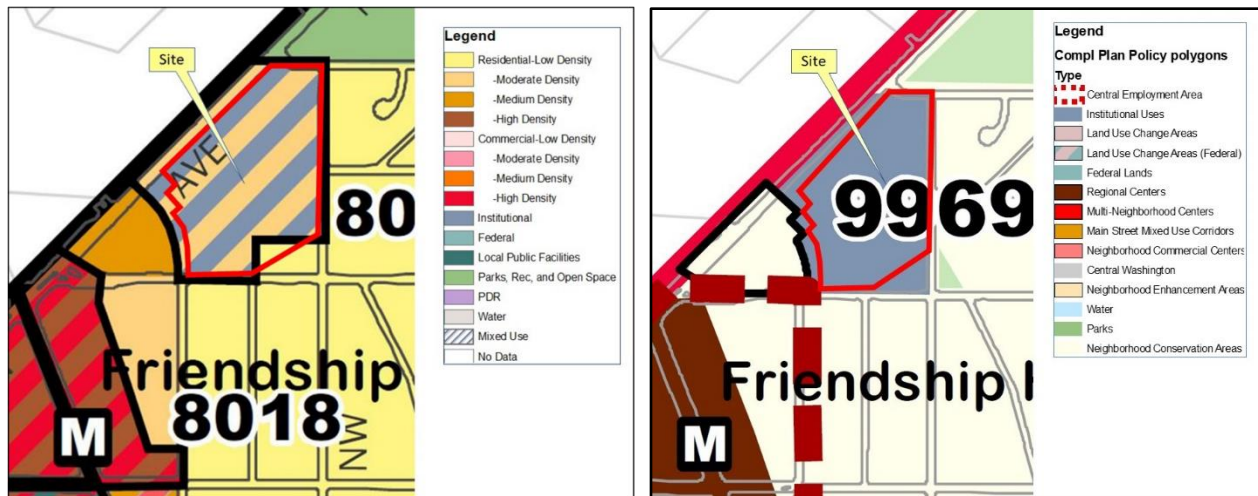 Site
AVE
80
Friendship
8018
M
NW
Legend
Residential-Low Density
-Moderate Density
-Medium Density
-High Density
Commercial-Low Density
-Moderate Density
-Medium Density
-High Density
Institutional
Federal
Local Public Facilities
Parks, Rec, and Open Space
PDR
Water
Mixed Use
No Data
Site
9969
Friendship
M
Legend
Compl Plan Policy polygons
Type
Central Employment Area
Institutional Uses
Land Use Change Areas
Land Use Change Areas (Federal)
Federal Lands
Regional Centers
Multi-Neighborhood Centers
Main Street Mixed Use Corridors
Neighborhood Commercial Centers
Central Washington
Neighborhood Enhancement Areas
Water
Parks
Neighborhood Conservation Areas